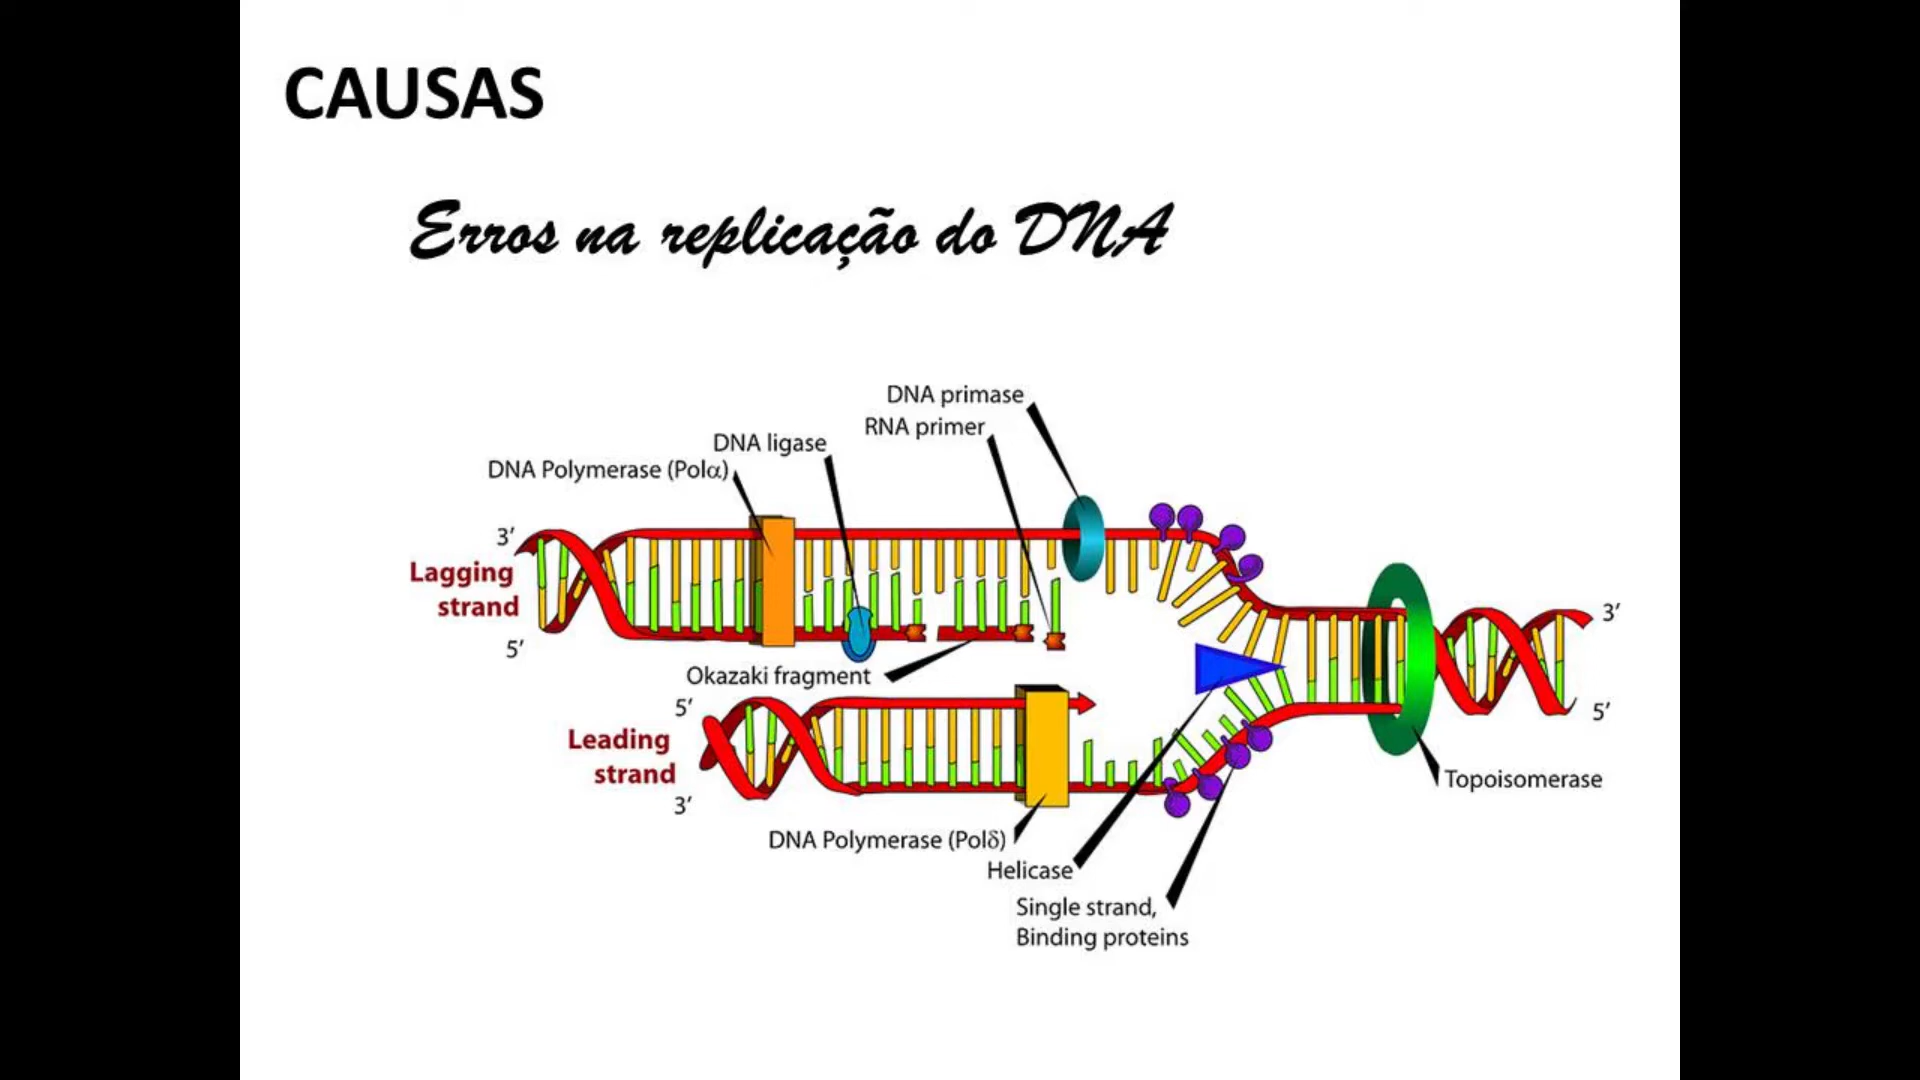 CAUSAS
Erros na replicação do DNA
DNA primase
RNA primer
DNA ligase
DNA Polymerase (Polα)
3’
Lagging
strand
5’
Okazaki fragment
5’
Leading
strand
3’
3’
5’
Topoisomerase
DNA Polymerase (Polδ)
Helicase
Single strand,
Binding proteins